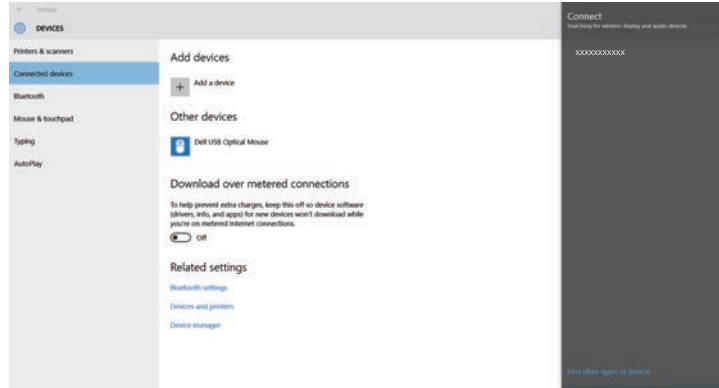 Settings
DEVICES
Printers & scanners
Connected devices
Bluetooth
Mouse & touchpad
Typing
AutoPlay
Add devices
Add a device
Other devices
Dell USB Optical Mouse
Download over metered connections
To help prevent extra charges, keep this off so device software
(drivers, info, and apps) for new devices won't download while
you're on metered Internet connections.
Off
Related settings
Bluetooth settings
Devices and printers
Device manager
Connect
Searching for wireless display and audio devices
xxxxxxxxxxx
Find other types of devices